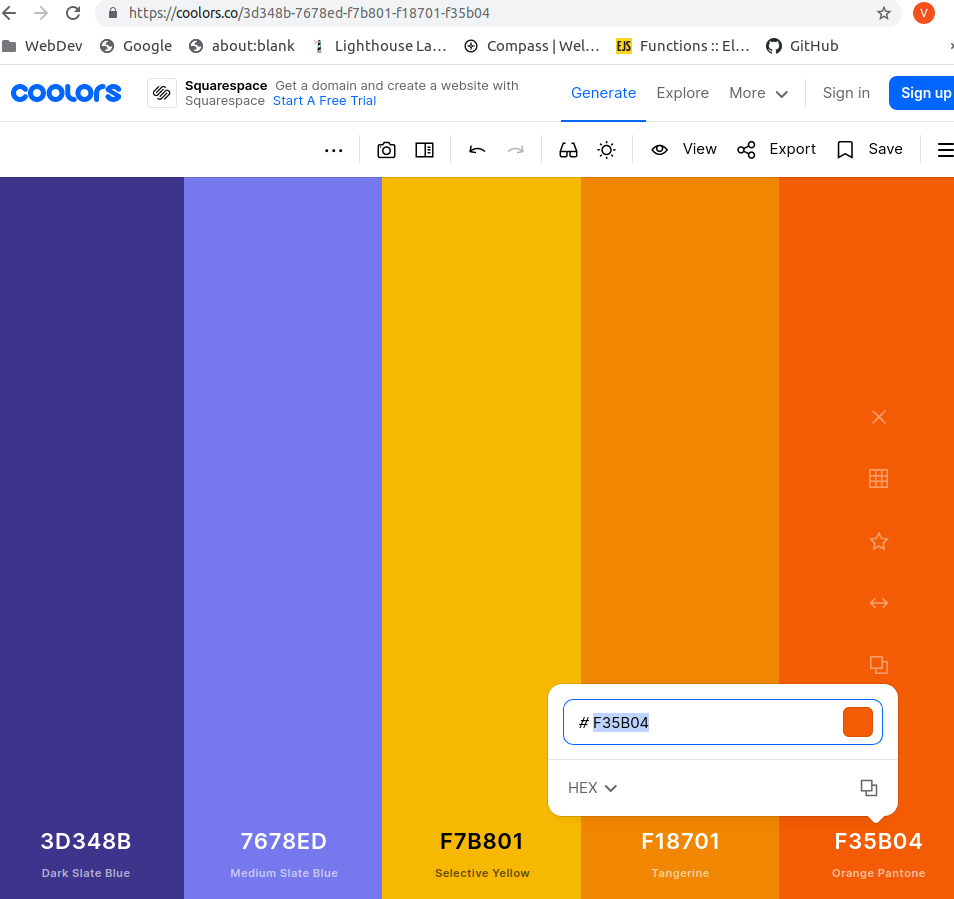 https://coolors.co/3d348b-7678ed-f7b801-f18701-f35b04
V
WebDev Google about:blank Lighthouse La... Compass | Wel... EJS Functions :: El... GitHub
coolors
Squarespace Get a domain and create a website with
Squarespace Start A Free Trial
Generate Explore More Sign in Sign up
View Export Save
# F35B04
HEX
3D348B 7678ED F7B801 F18701 F35B04
Dark Slate Blue Medium Slate Blue Selective Yellow Tangerine Orange Pantone